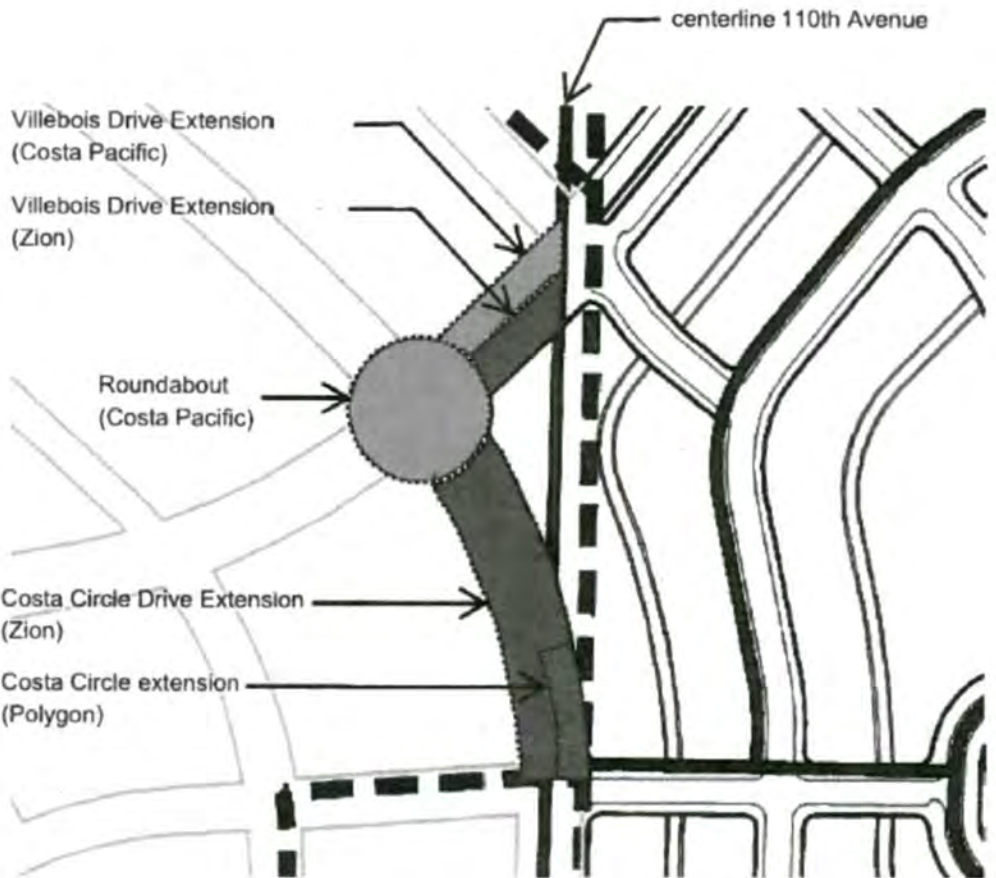 centerline 110th Avenue
Villebois Drive Extension
(Costa Pacific)
Villebois Drive Extension
(Zion)
Roundabout
(Costa Pacific)
Costa Circle Drive Extension
(Zion)
Costa Circle extension
(Polygon)